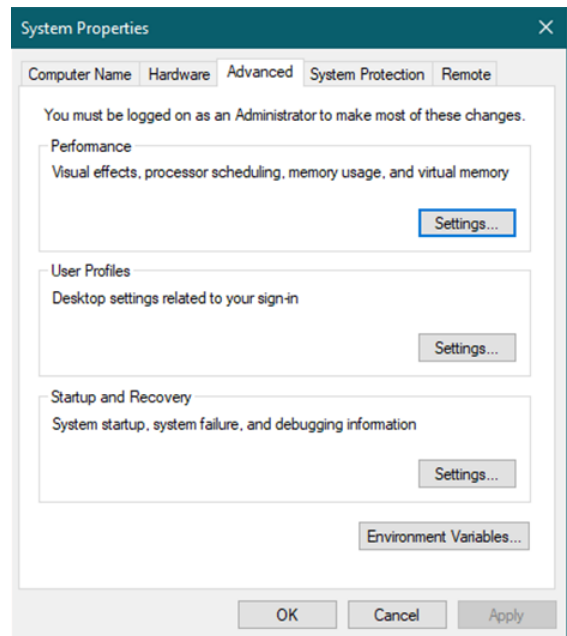 System Properties
Computer Name Hardware Advanced System Protection Remote
You must be logged on as an Administrator to make most of these changes.
Performance
Visual effects, processor scheduling, memory usage, and virtual memory
Settings...
User Profiles
Desktop settings related to your sign-in
Settings...
Startup and Recovery
System startup, system failure, and debugging information
Settings...
Environment Variables...
OK Cancel Apply